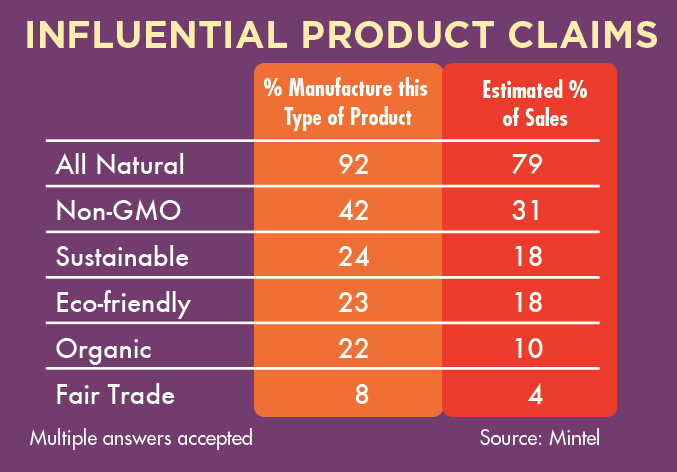 INFLUENTIAL PRODUCT CLAIMS
% Manufacture this
Type of Product
Estimated %
of Sales
All Natural 92 79
Non-GMO 42 31
Sustainable 24 18
Eco-friendly 23 18
Organic 22 10
Fair Trade 8 4
Multiple answers accepted
Source: Mintel